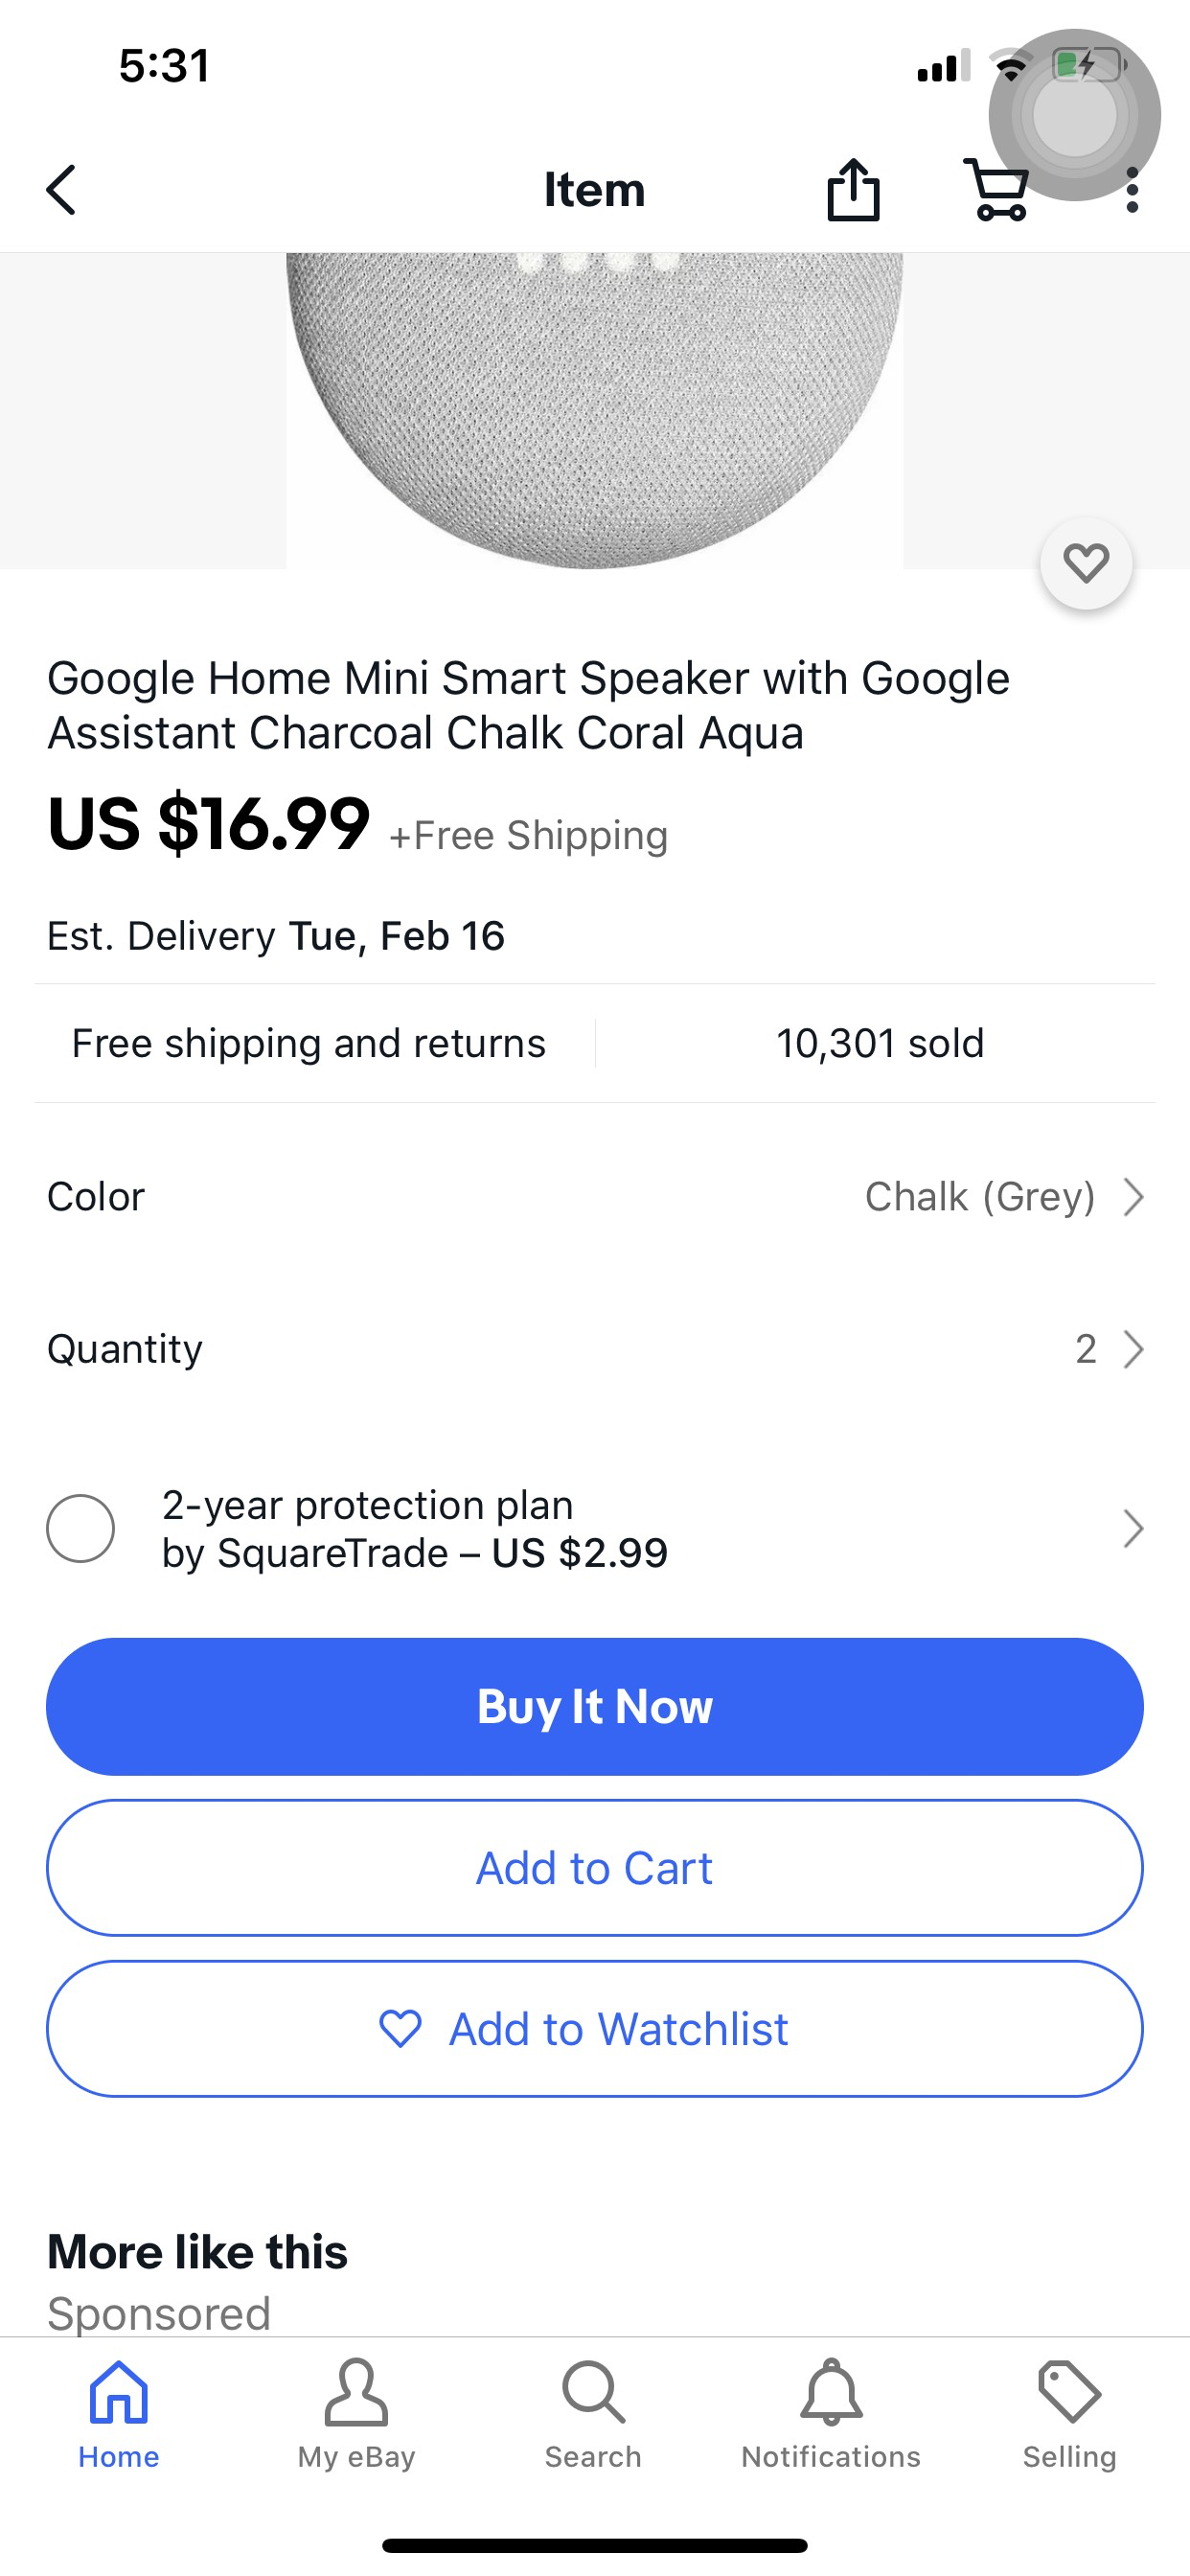 5:31
Item
Google Home Mini Smart Speaker with Google
Assistant Charcoal Chalk Coral Aqua
US $16.99 +Free Shipping
Est. Delivery Tue, Feb 16
Free shipping and returns
10,301 sold
Color
Chalk (Grey)
Quantity
2
2-year protection plan
by SquareTrade – US $2.99
Buy It Now
Add to Cart
Add to Watchlist
More like this
Sponsored
Home
My eBay
Search
Notifications
Selling